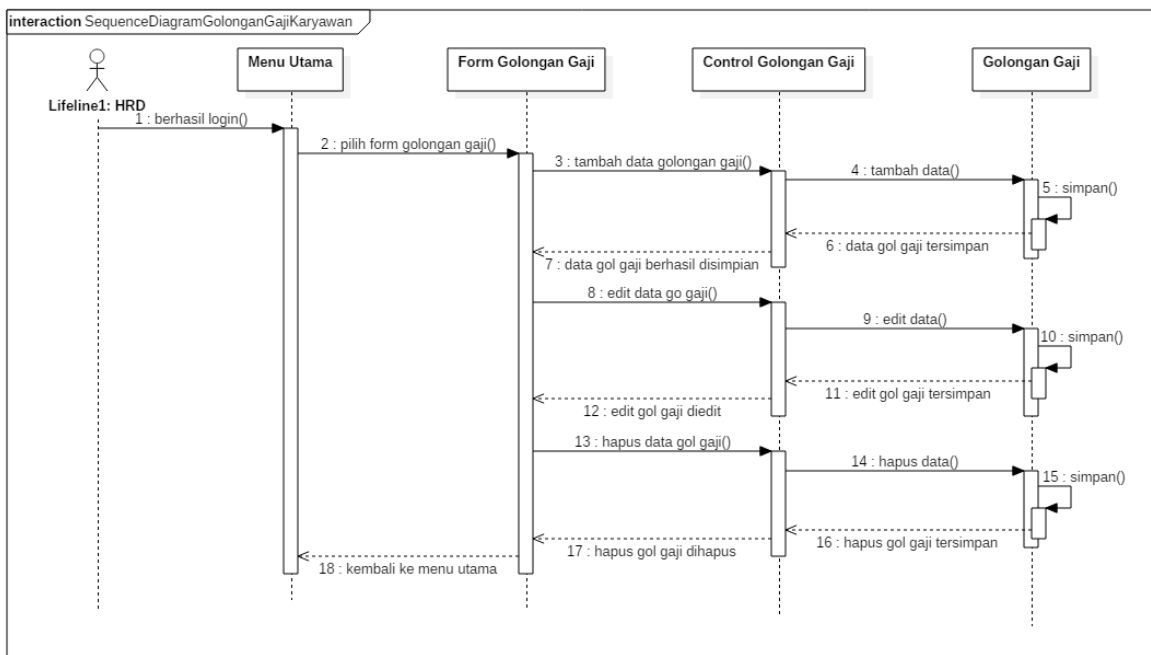 interaction SequenceDiagramGolonganGajiKaryawan
Menu Utama
Form Golongan Gaji
Control Golongan Gaji
Golongan Gaji
Lifeline1: HRD
1 : berhasil login()
2 : pilih form golongan gaji()
3 : tambah data golongan gaji()
4 : tambah data()
5 : simpan()
6 : data gol gaji tersimpan
7 : data gol gaji berhasil disimpian
8 : edit data go gaji()
9 : edit data()
10 : simpan()
11 : edit gol gaji tersimpan
12 : edit gol gaji diedit
13 : hapus data gol gaji()
14 : hapus data()
15 : simpan()
16 : hapus gol gaji tersimpan
17 : hapus gol gaji dihapus
18 : kembali ke menu utama